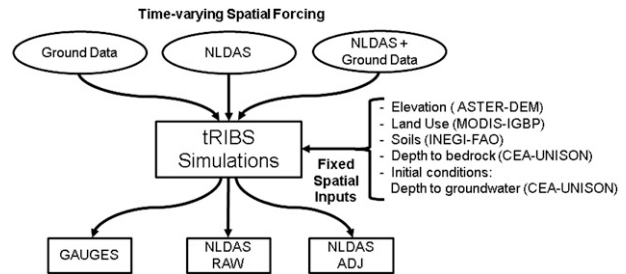 Time-varying Spatial Forcing
Ground Data
NLDAS
NLDAS +
Ground Data
tRIBS
Simulations
Fixed
Spatial
Inputs
- Elevation ( ASTER-DEM)
- Land Use (MODIS-IGBP)
- Soils (INEGI-FAO)
- Depth to bedrock (CEA-UNISON)
- Initial conditions:
Depth to groundwater (CEA-UNISON)
GAUGES
NLDAS
RAW
NLDAS
ADJ